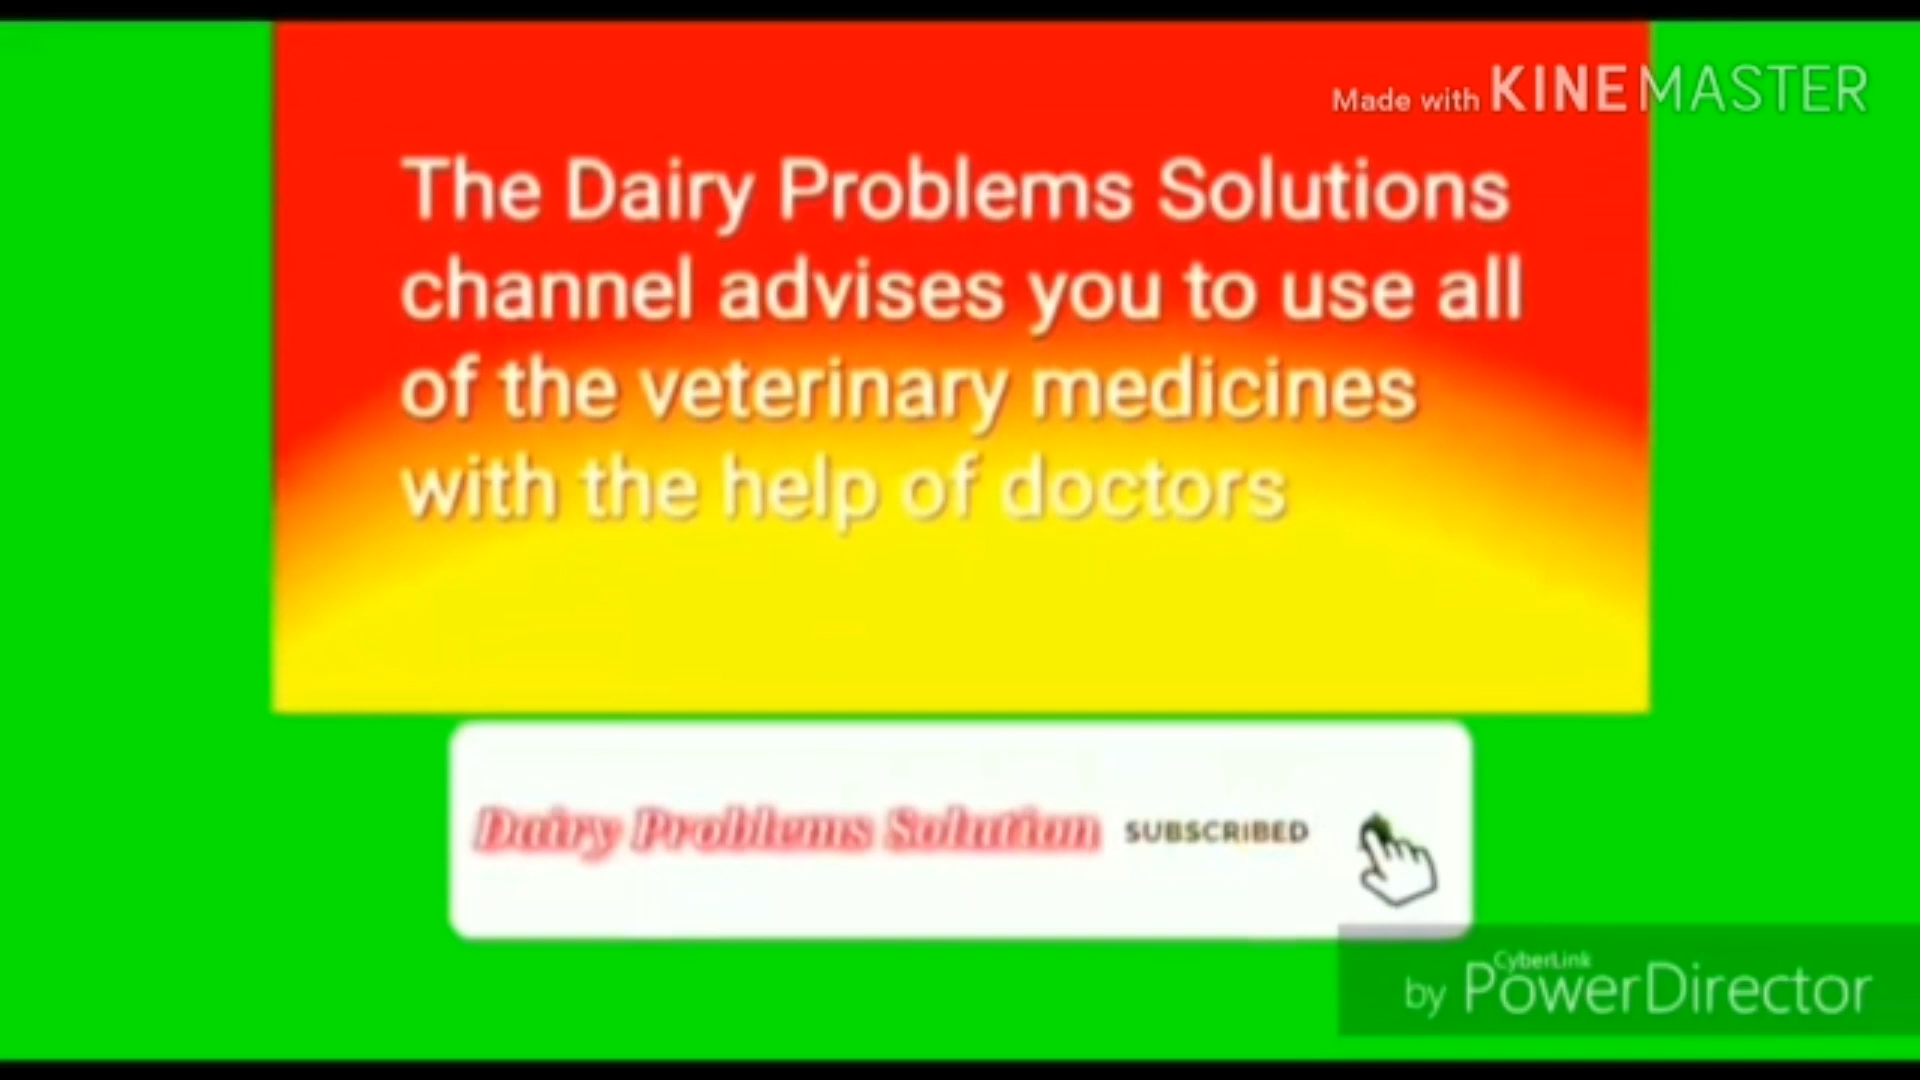 Made with KINEMASTER
The Dairy Problems Solutions
channel advises you to use all
of the veterinary medicines
with the help of doctors
Dairy Problems Solution SUBSCRIBED
CyberLink
by PowerDirector